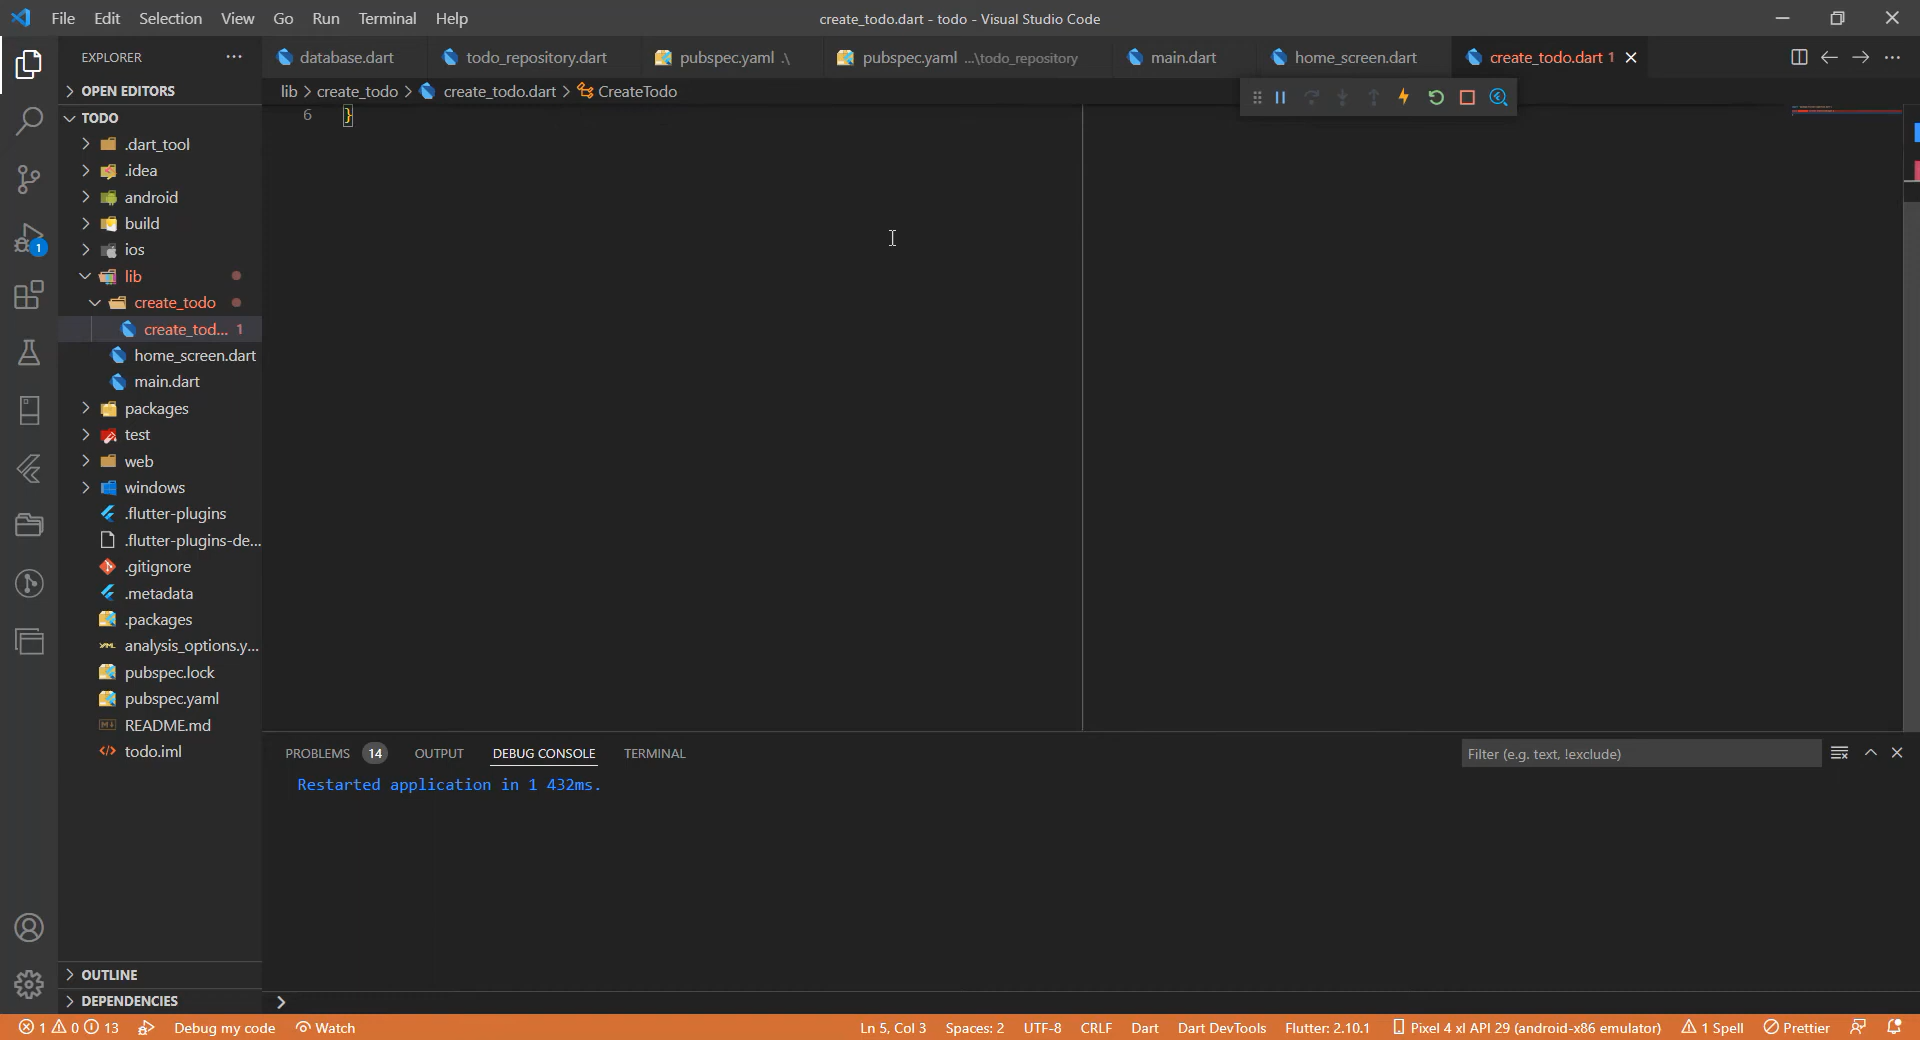 File Edit Selection View Go Run Terminal Help
create_todo.dart - todo - Visual Studio Code
EXPLORER
database.dart
todo_repository.dart
pubspec.yaml .\
pubspec.yaml ...\todo_repository
main.dart
home_screen.dart
create_todo.dart 1
OPEN EDITORS
lib > create_todo > create_todo.dart > CreateTodo
TODO
6 }
.dart_tool
.idea
android
build
1
ios
lib
create_todo
create_tod... 1
home_screen.dart
main.dart
packages
test
web
windows
.flutter-plugins
.flutter-plugins-de...
.gitignore
.metadata
.packages
analysis_options.y...
pubspec.lock
pubspec.yaml
README.md
todo.iml
PROBLEMS 14 OUTPUT DEBUG CONSOLE TERMINAL
Filter (e.g. text, !exclude)
Restarted application in 1 432ms.
OUTLINE
DEPENDENCIES
1 0 13 Debug my code Watch
Ln 5, Col 3 Spaces: 2 UTF-8 CRLF Dart Dart DevTools Flutter: 2.10.1 Pixel 4 xl API 29 (android-x86 emulator) 1 Spell Prettier